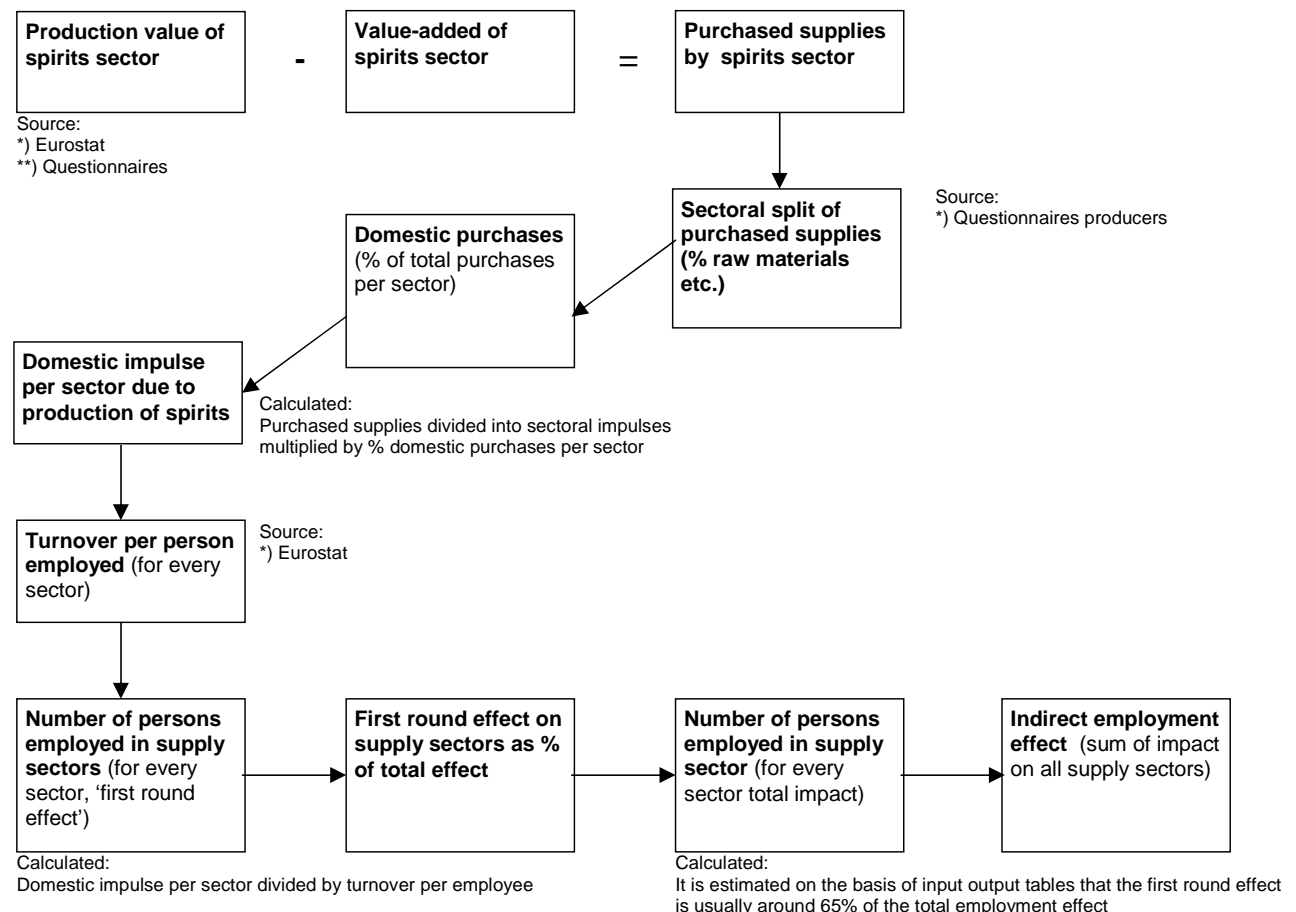 Production value of
spirits sector
-
Value-added of
spirits sector
=
Purchased supplies
by spirits sector
Source:
*) Eurostat
**) Questionnaires
Sectoral split of
purchased supplies
(% raw materials
etc.)
Source:
*) Questionnaires producers
Domestic purchases
(% of total purchases
per sector)
Domestic impulse
per sector due to
production of spirits
Calculated:
Purchased supplies divided into sectoral impulses
multiplied by % domestic purchases per sector
Turnover per person
employed (for every
sector)
Source:
*) Eurostat
Number of persons
employed in supply
sectors (for every
sector, ‘first round
effect’)
First round effect on
supply sectors as %
of total effect
Number of persons
employed in supply
sector (for every
sector total impact)
Indirect employment
effect (sum of impact
on all supply sectors)
Calculated:
Domestic impulse per sector divided by turnover per employee
Calculated:
It is estimated on the basis of input output tables that the first round effect
is usually around 65% of the total employment effect